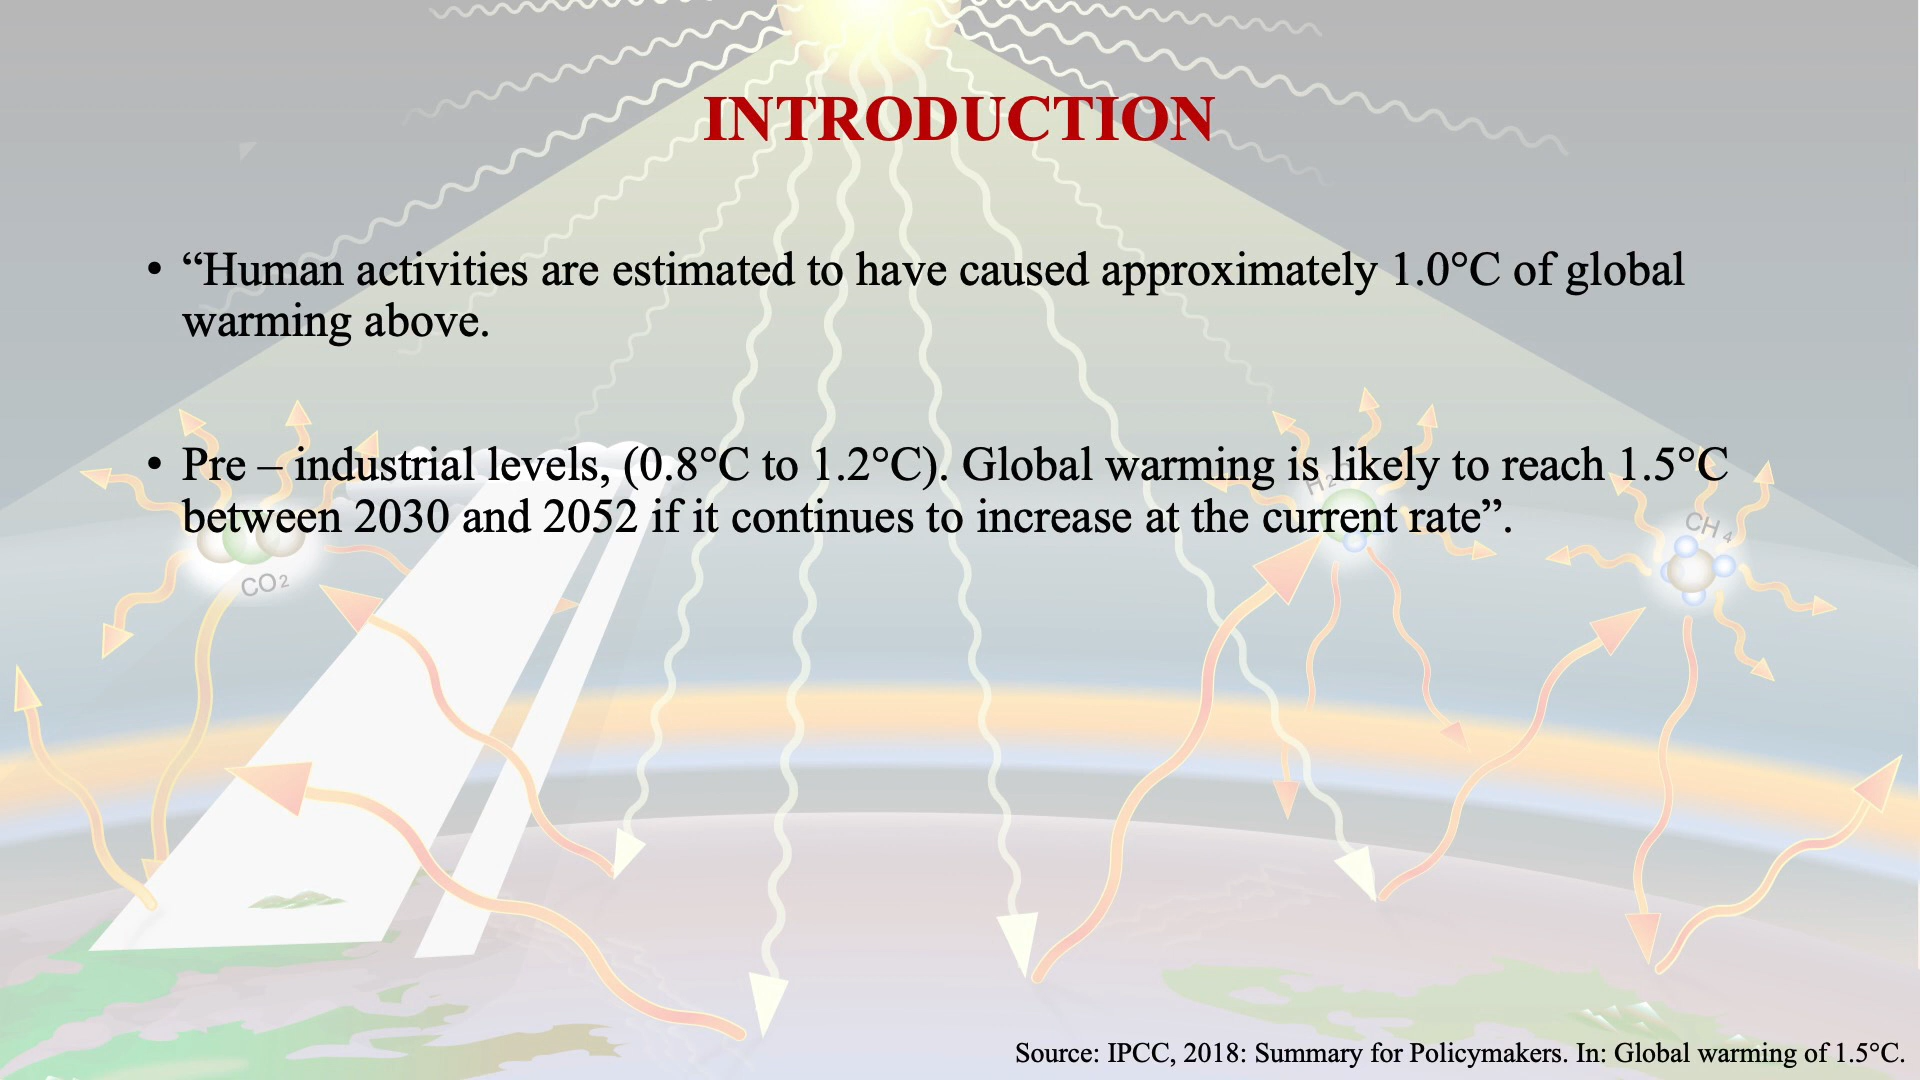 INTRODUCTION
• “Human activities are estimated to have caused approximately 1.0°C of global
warming above.
• Pre – industrial levels, (0.8°C to 1.2°C). Global warming is likely to reach 1.5°C
between 2030 and 2052 if it continues to increase at the current rate”.
H2
CH4
CO2
Source: IPCC, 2018: Summary for Policymakers. In: Global warming of 1.5°C.